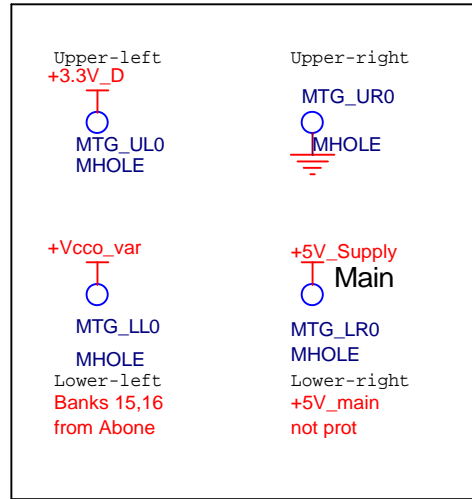 Upper-left
+3.3V_D
MTG_UL0
MHOLE
Upper-right
MTG_UR0
MHOLE
+Vcco_var
MTG_LL0
MHOLE
Lower-left
Banks 15,16
from Abone
+5V_Supply
Main
MTG_LR0
MHOLE
Lower-right
+5V_main
not prot